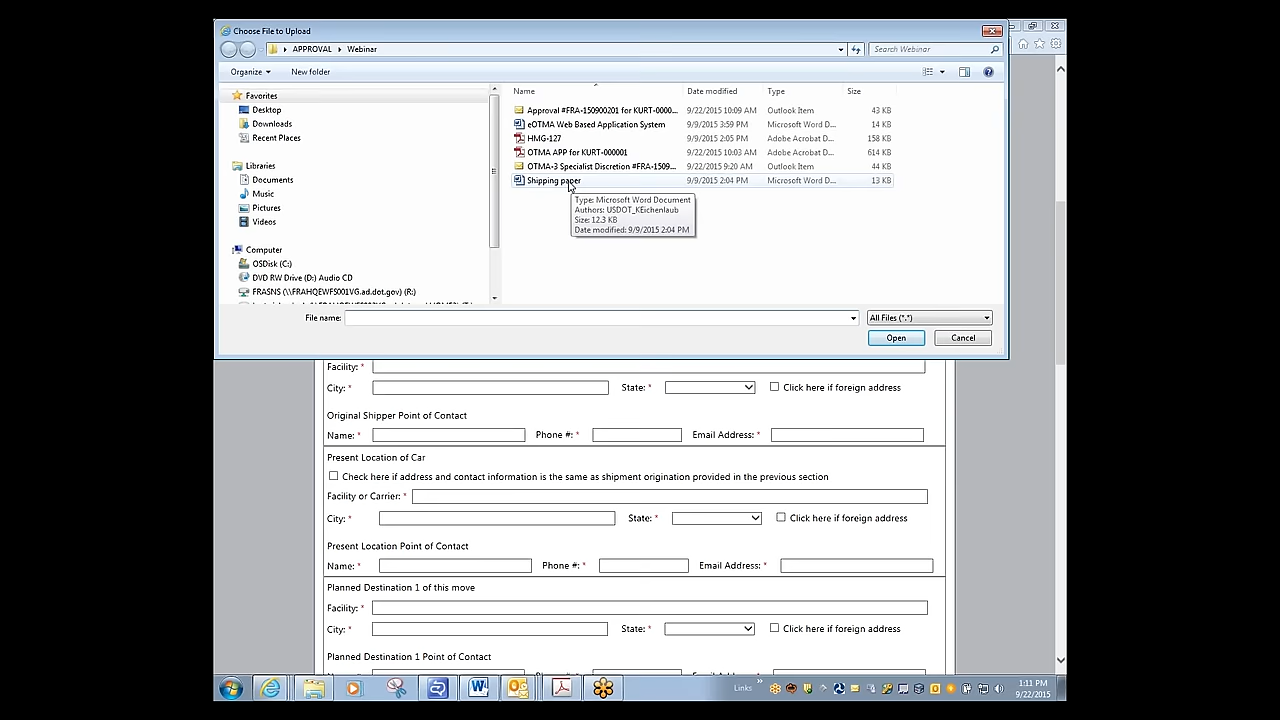 Choose File to Upload
APPROVAL Webinar
Search Webinar
Organize
New folder
Favorites
Desktop
Downloads
Recent Places
Libraries
Documents
Music
Pictures
Videos
Computer
OSDisk (C:)
DVD RW Drive (D:) Audio CD
FRASNS (\\FRAHQEWFS001VG.ad.dot.gov) (R:)
Name Date modified Type Size
Approval #FRA-150900201 for KURT-0000... 9/22/2015 10:09 AM Outlook Item 43 KB
eOTMA Web Based Application System 9/9/2015 3:59 PM Microsoft Word D... 14 KB
HMG-127 9/9/2015 2:05 PM Adobe Acrobat D... 158 KB
OTMA APP for KURT-000001 9/22/2015 10:03 AM Adobe Acrobat D... 614 KB
OTMA-3 Specialist Discretion #FRA-1509... 9/22/2015 9:20 AM Outlook Item 44 KB
Shipping paper 9/9/2015 2:04 PM Microsoft Word D... 13 KB
Type: Microsoft Word Document
Authors: USDOT_KEichenlaub
Size: 12.3 KB
Date modified: 9/9/2015 2:04 PM
File name: All Files (*.*)
Open Cancel
Facility: *
City: * State: * Click here if foreign address
Original Shipper Point of Contact
Name: * Phone #: * Email Address: *
Present Location of Car
Check here if address and contact information is the same as shipment origination provided in the previous section
Facility or Carrier: *
City: * State: * Click here if foreign address
Present Location Point of Contact
Name: * Phone #: * Email Address: *
Planned Destination 1 of this move
Facility: *
City: * State: * Click here if foreign address
Planned Destination 1 Point of Contact
Links
1:11 PM
9/22/2015